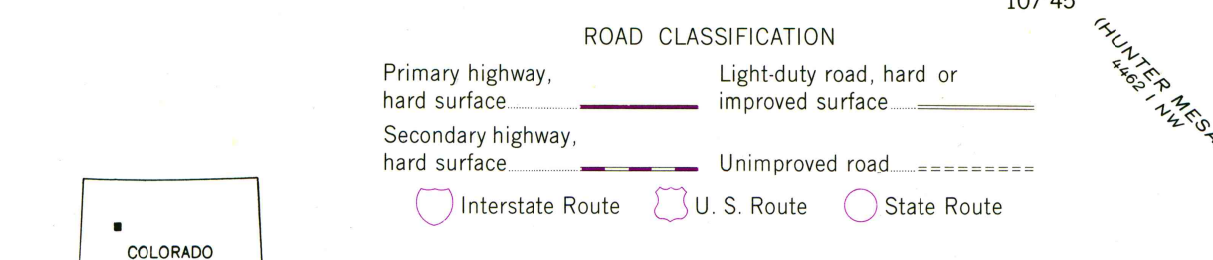 107°45'
ROAD CLASSIFICATION
Primary highway,
hard surface
Light-duty road, hard or
improved surface
Secondary highway,
hard surface
Unimproved road
Interstate Route
U. S. Route
State Route
(HUNTER MESA
4462 I NW
COLORADO